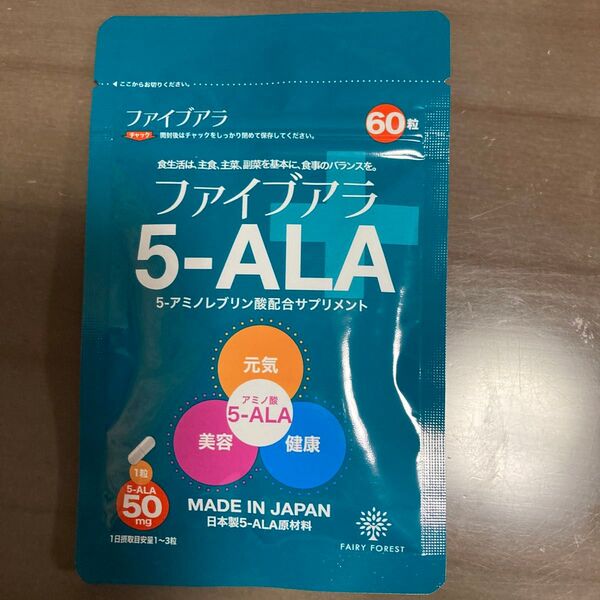 ◀ ここからお切りください。
ファイブアラ
チャック 開封後はチャックをしっかり閉めて保存してください。
60粒
食生活は、主食、主菜、副菜を基本に、食事のバランスを。
ファイブアラ
5-ALA
5-アミノレブリン酸配合サプリメント
元気
アミノ酸
5-ALA
美容
健康
1粒
5-ALA
50
mg
1日摂取目安量1〜3粒
MADE IN JAPAN
日本製5-ALA原材料
FAIRY FOREST